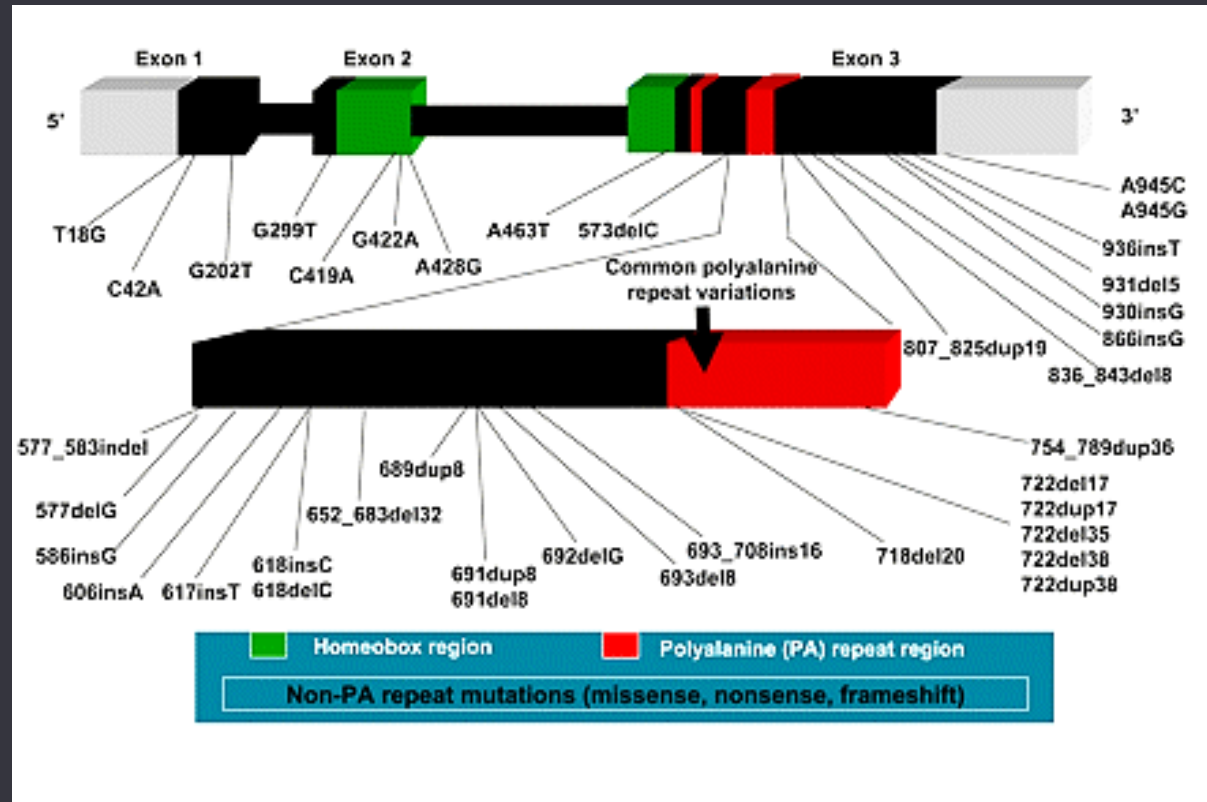 Exon 1
Exon 2
Exon 3
5'
3'
T18G
C42A
G202T
G299T
C419A
G422A
A428G
A463T
573delC
A945C
A945G
936insT
931del5
930insG
866insG
836_843del8
807_825dup19
Common polyalanine
repeat variations
577_583indel
577delG
586insG
606insA
617insT
618insC
618delC
652_683del32
689dup8
691dup8
691del8
692delG
693del8
693_708ins16
718del20
722del17
722dup17
722del35
722del38
722dup38
754_789dup36
Homeobox region
Polyalanine (PA) repeat region
Non-PA repeat mutations (missense, nonsense, frameshift)